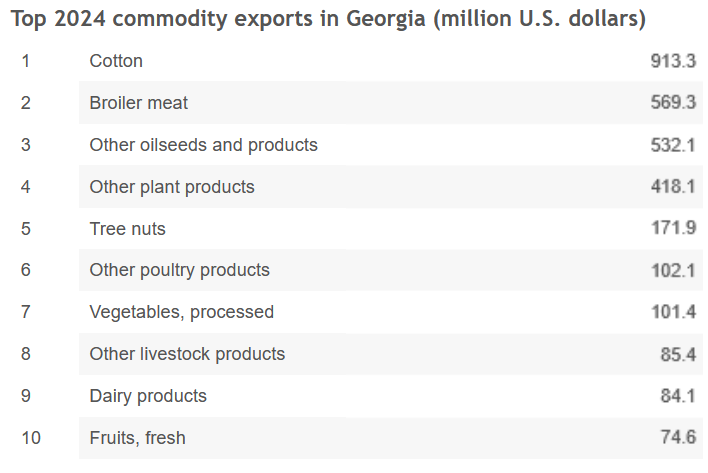 Top 2024 commodity exports in Georgia (million U.S. dollars)
1 Cotton 913.3
2 Broiler meat 569.3
3 Other oilseeds and products 532.1
4 Other plant products 418.1
5 Tree nuts 171.9
6 Other poultry products 102.1
7 Vegetables, processed 101.4
8 Other livestock products 85.4
9 Dairy products 84.1
10 Fruits, fresh 74.6